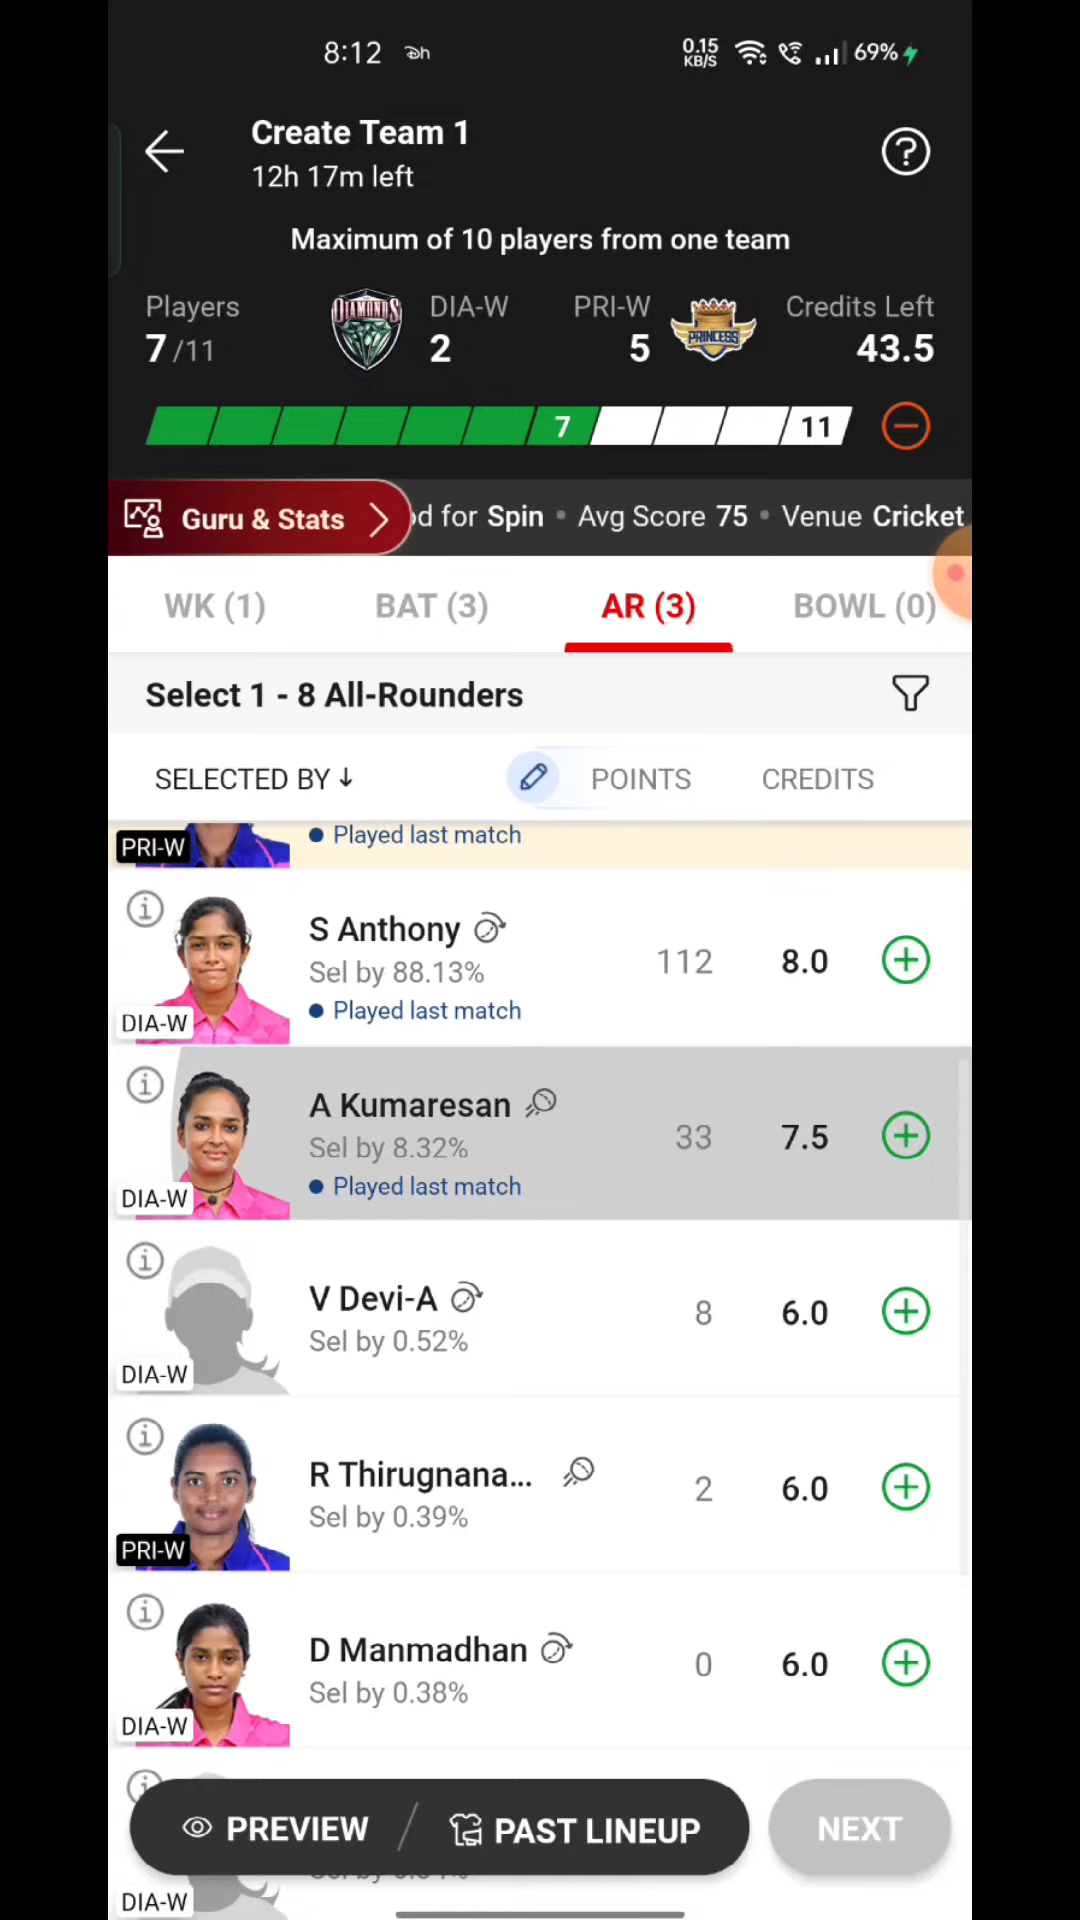 8:12
0.15
KB/S
69%
Create Team 1
12h 17m left
Maximum of 10 players from one team
Players
7/11
DIAMONDS
DIA-W
2
PRI-W
5
PRINCESS
Credits Left
43.5
7
11
Guru & Stats
d for Spin • Avg Score 75 • Venue Cricket
WK (1)
BAT (3)
AR (3)
BOWL (0)
Select 1 - 8 All-Rounders
SELECTED BY ↓
POINTS
CREDITS
PRI-W
Played last match
S Anthony
Sel by 88.13%
Played last match
DIA-W
112
8.0
A Kumaresan
Sel by 8.32%
Played last match
DIA-W
33
7.5
V Devi-A
Sel by 0.52%
DIA-W
8
6.0
R Thirugnana...
Sel by 0.39%
PRI-W
2
6.0
D Manmadhan
Sel by 0.38%
DIA-W
0
6.0
PREVIEW / PAST LINEUP
NEXT
DIA-W